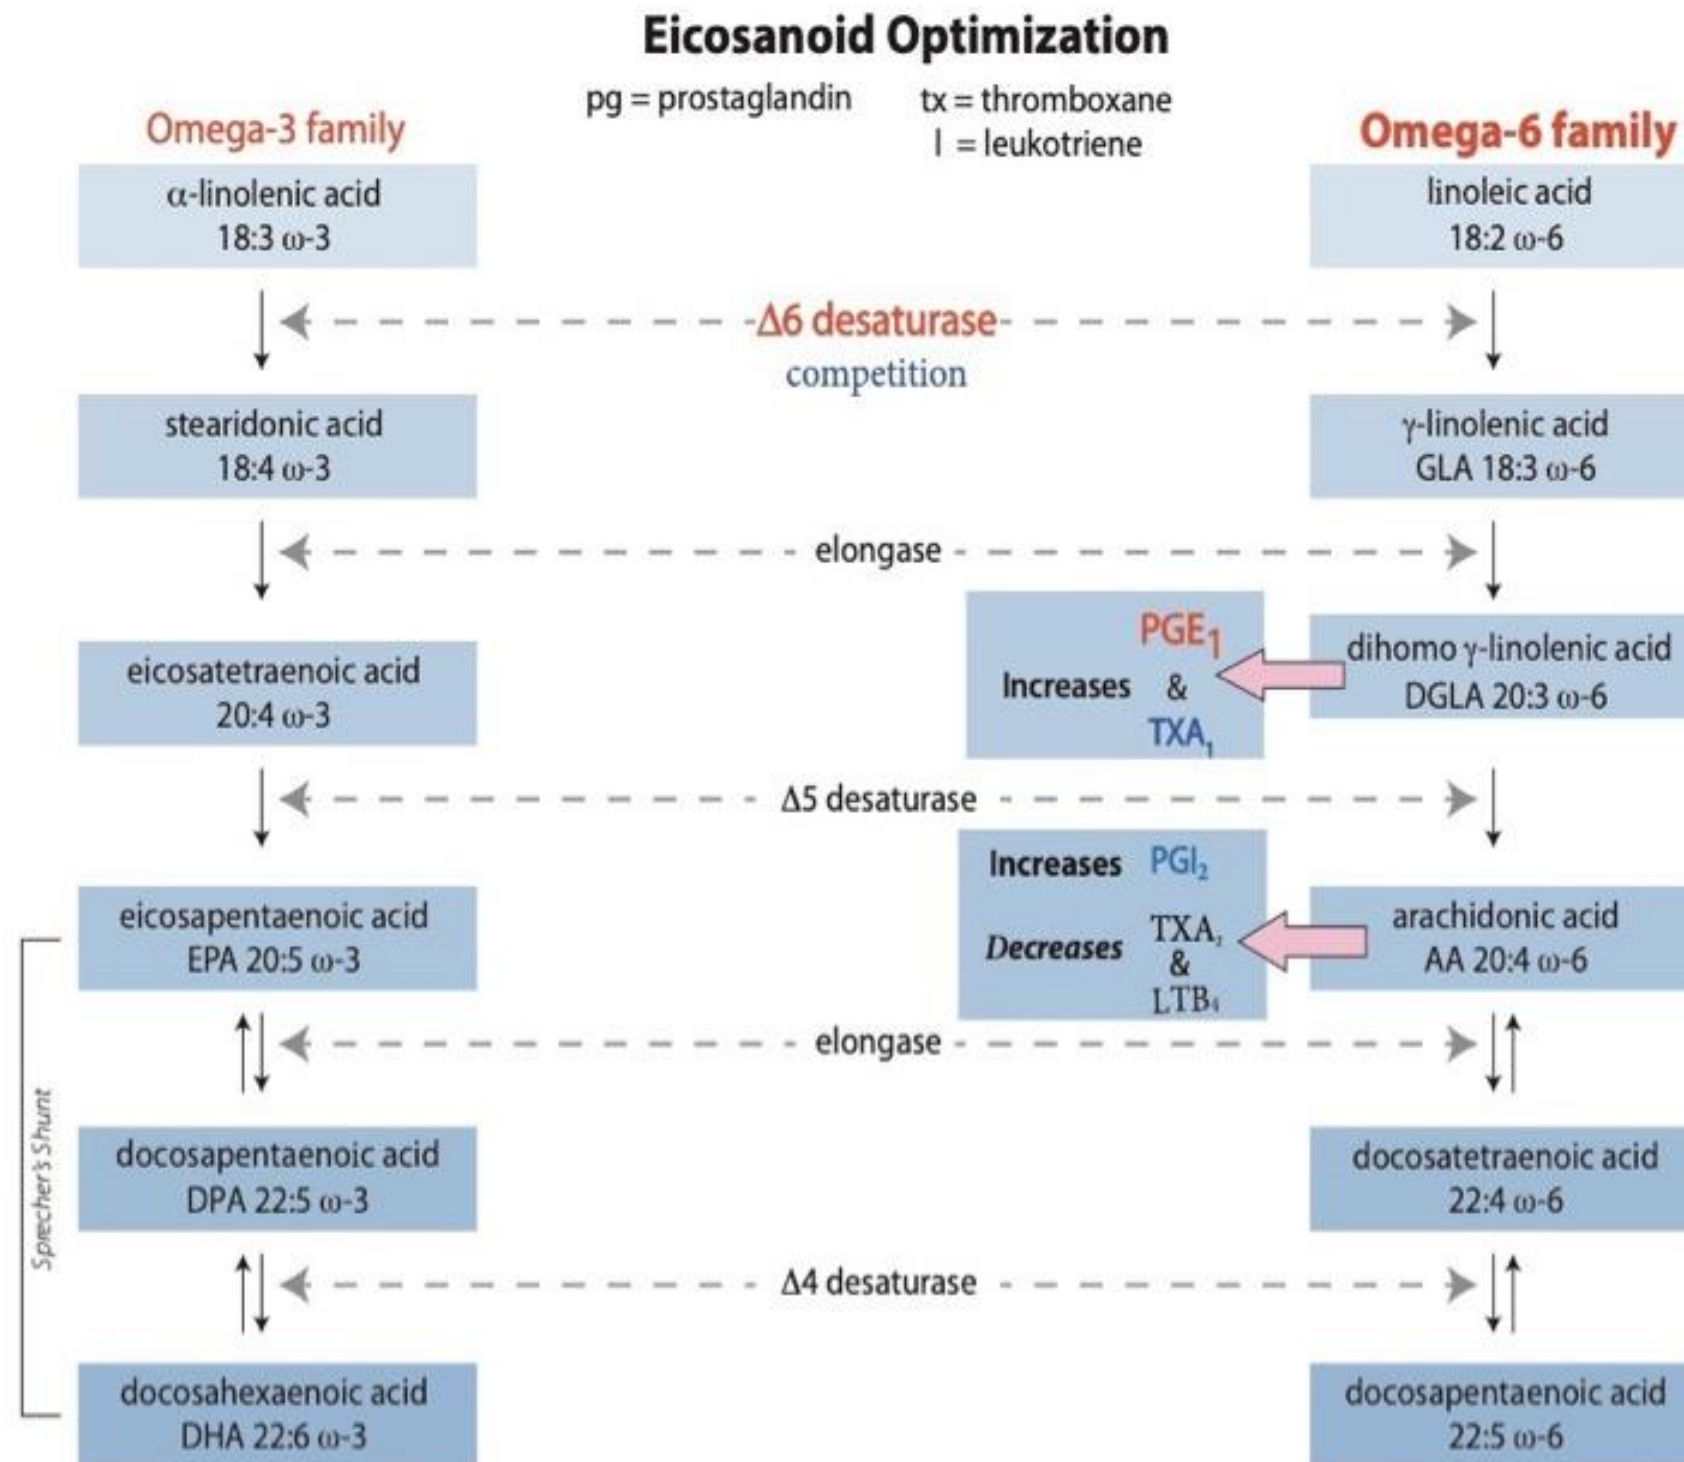 Eicosanoid Optimization
pg = prostaglandin tx = thromboxane
l = leukotriene
Omega-3 family
Omega-6 family
α-linolenic acid
18:3 ω-3
linoleic acid
18:2 ω-6
Δ6 desaturase
competition
stearidonic acid
18:4 ω-3
γ-linolenic acid
GLA 18:3 ω-6
elongase
eicosatetraenoic acid
20:4 ω-3
PGE₁
Increases &
TXA₁
dihomo γ-linolenic acid
DGLA 20:3 ω-6
Δ5 desaturase
eicosapentaenoic acid
EPA 20:5 ω-3
Increases PGI₂
Decreases TXA₂
&
LTB₄
arachidonic acid
AA 20:4 ω-6
elongase
Sprecher's Shunt
docosapentaenoic acid
DPA 22:5 ω-3
docosatetraenoic acid
22:4 ω-6
Δ4 desaturase
docosahexaenoic acid
DHA 22:6 ω-3
docosapentaenoic acid
22:5 ω-6